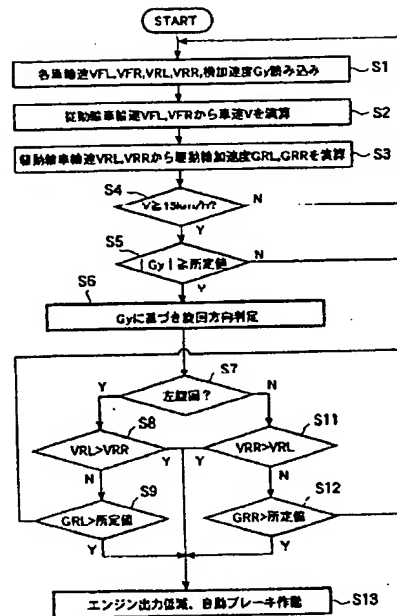 START
各車輪速VFL,VFR,VRL,VRR,横加速度Gy読み込み
S1
従動輪車輪速VFL,VFRから車速Vを演算
S2
駆動輪車輪速VRL,VRRから駆動輪加速度GRL,GRRを演算
S3
S4
V≧15km/h?
N
Y
S5
|Gy|≧所定値
N
Y
S6
Gyに基づき旋回方向判定
S7
左旋回?
Y
N
S8
VRL>VRR
Y
N
S11
VRR>VRL
Y
N
S9
GRL>所定値
Y
S12
GRR>所定値
Y
エンジン出力低減、自動ブレーキ作動
S13